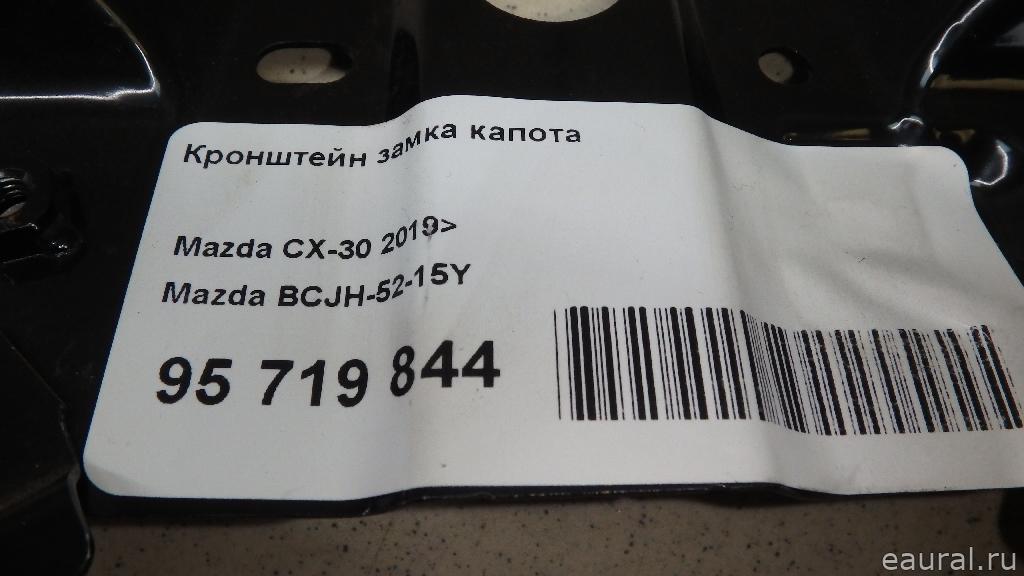 Кронштейн замка капота
Mazda CX-30 2019>
Mazda BCJH-52-15Y
95 719 844
eaural.ru